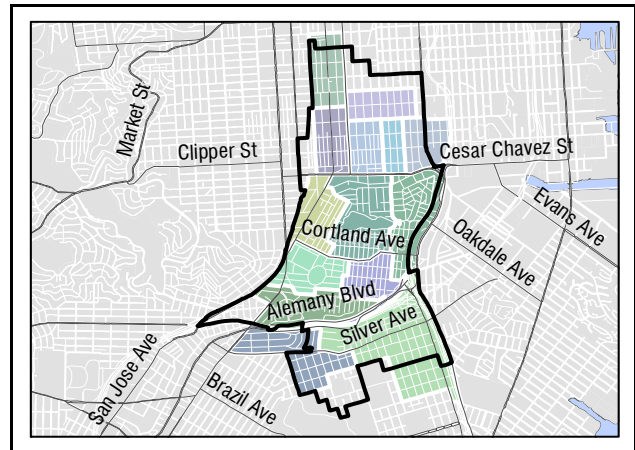 Market St
Clipper St
Cesar Chavez St
Evans Ave
Cortland Ave
Oakdale Ave
Alemany Blvd
Silver Ave
San Jose Ave
Brazil Ave